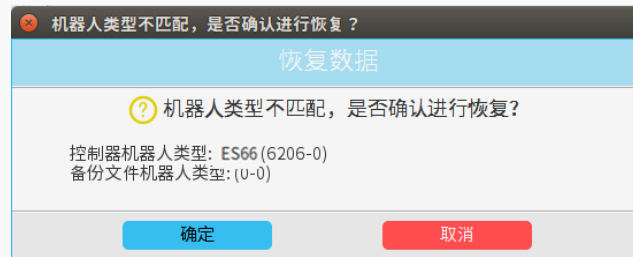 机器人类型不匹配，是否确认进行恢复？
恢复数据
机器人类型不匹配，是否确认进行恢复?
控制器机器人类型: ES66(6206-0)
备份文件机器人类型:(0-0)
确定
取消